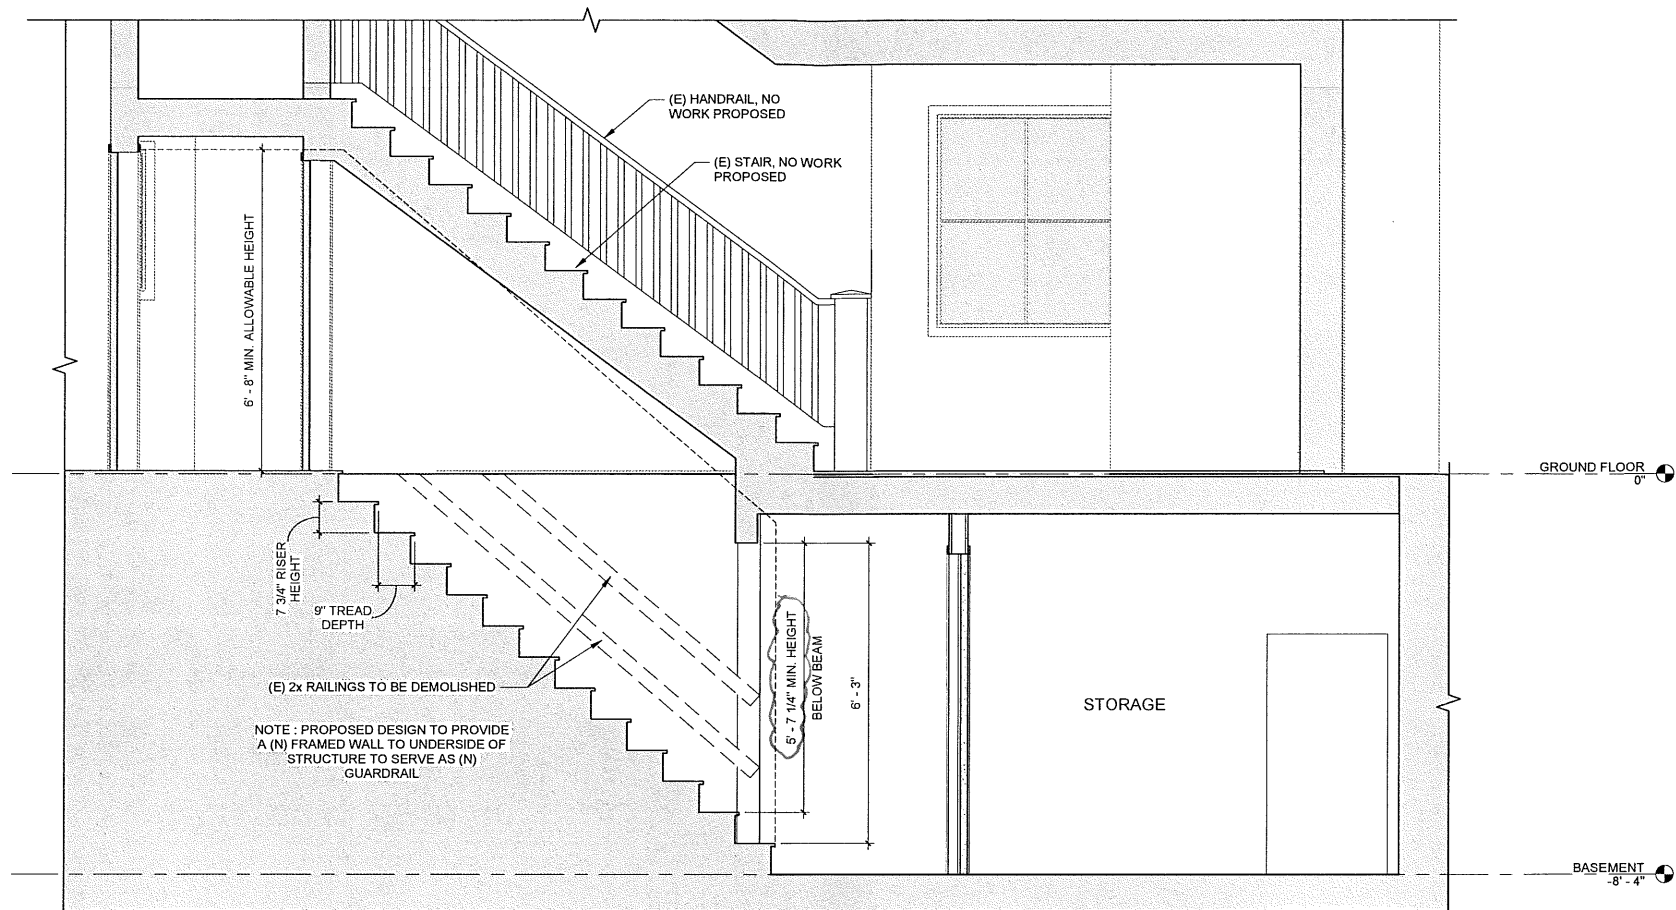 (E) HANDRAIL, NO
WORK PROPOSED
(E) STAIR, NO WORK
PROPOSED
6' - 8" MIN. ALLOWABLE HEIGHT
GROUND FLOOR
0"
7 3/4" RISER
HEIGHT
9" TREAD
DEPTH
(E) 2x RAILINGS TO BE DEMOLISHED
NOTE : PROPOSED DESIGN TO PROVIDE
A (N) FRAMED WALL TO UNDERSIDE OF
STRUCTURE TO SERVE AS (N)
GUARDRAIL
5' - 7 1/4" MIN. HEIGHT
BELOW BEAM
6' - 3"
STORAGE
BASEMENT
-8' - 4"